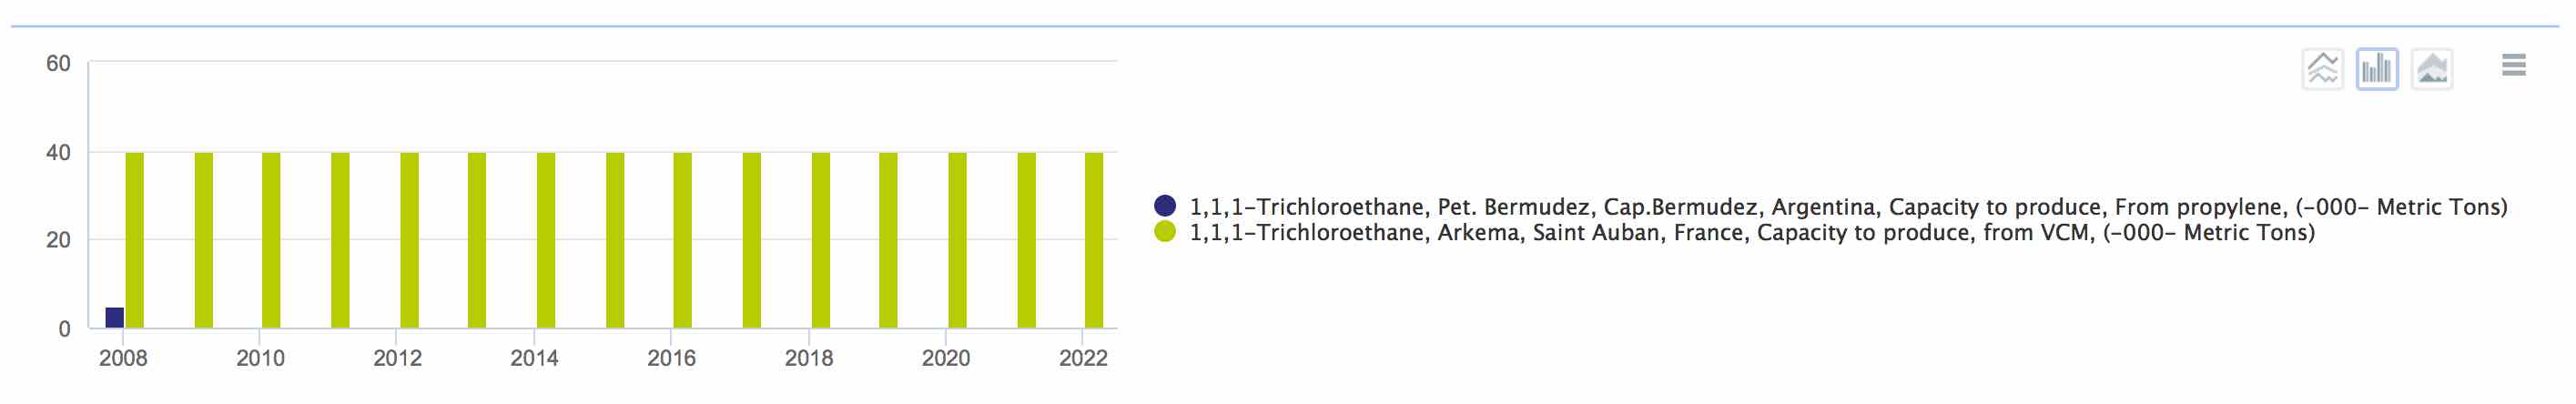 60
40
20
0
2008 2010 2012 2014 2016 2018 2020 2022
1,1,1-Trichloroethane, Pet. Bermudez, Cap.Bermudez, Argentina, Capacity to produce, From propylene, (-000- Metric Tons)
1,1,1-Trichloroethane, Arkema, Saint Auban, France, Capacity to produce, from VCM, (-000- Metric Tons)